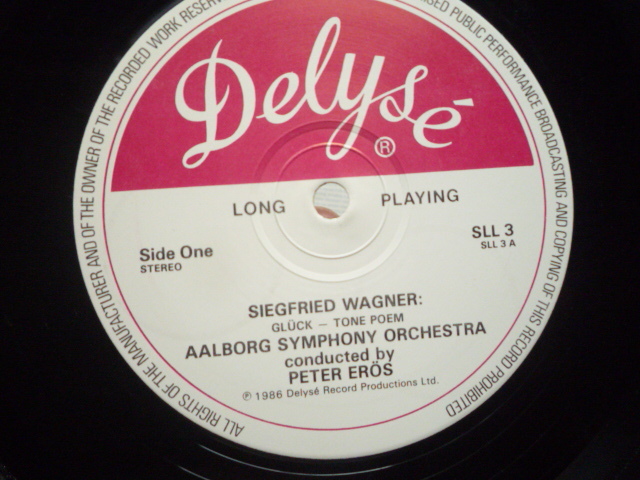 Delysé
®
LONG PLAYING
Side One
STEREO
SLL 3
SLL 3 A
SIEGFRIED WAGNER:
GLÜCK – TONE POEM
AALBORG SYMPHONY ORCHESTRA
conducted by
PETER ERÖS
℗ 1986 Delysé Record Productions Ltd.
ALL RIGHTS OF THE MANUFACTURER AND OF THE OWNER OF THE RECORDED WORK
PUBLIC PERFORMANCE BROADCASTING AND COPYING OF THIS RECORD PROHIBITED